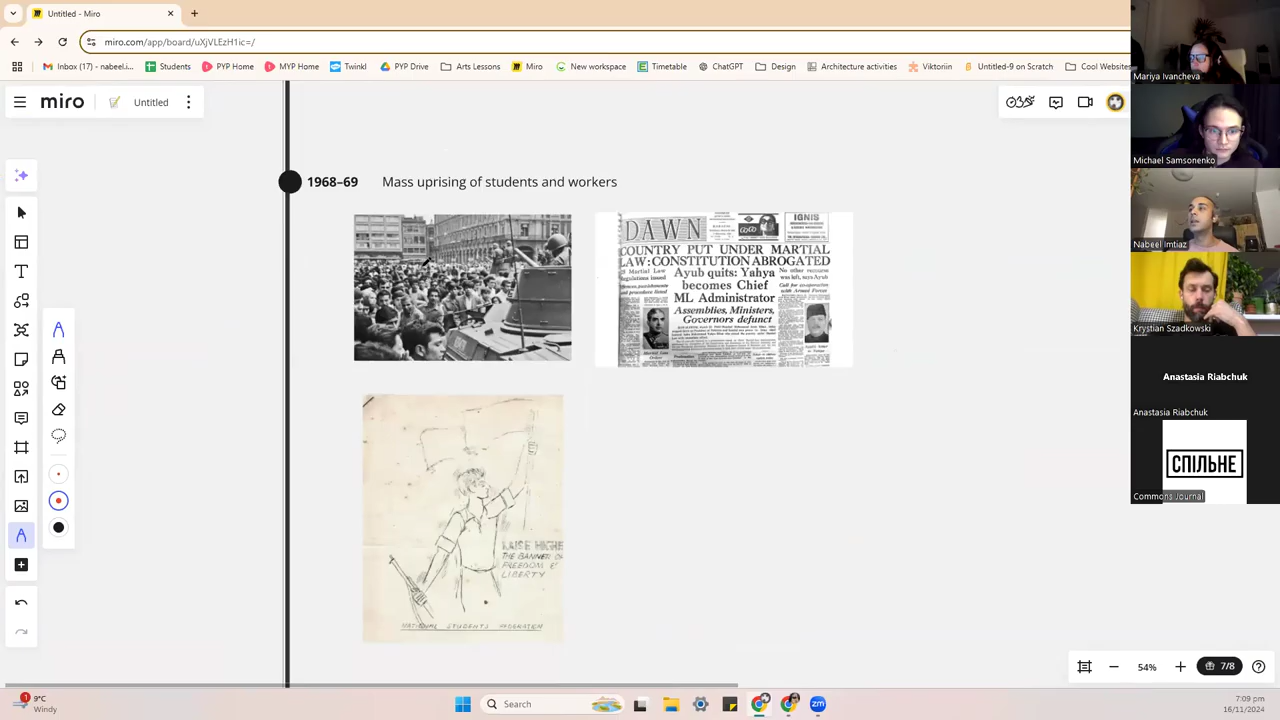 Untitled - Miro
miro.com/app/board/uXjVLEzH1ic=/
Inbox (17) - nabeel.i...
Students
PYP Home
MYP Home
Twinkl
PYP Drive
Arts Lessons
Miro
New workspace
Timetable
ChatGPT
Design
Architecture activities
Viktoriin
Untitled-9 on Scratch
Cool Websites
miro
Untitled
1968–69 Mass uprising of students and workers
DAWN
IGNIS
COUNTRY PUT UNDER MARTIAL
LAW: CONSTITUTION ABROGATED
Ayub quits: Yahya
becomes Chief
ML Administrator
Assemblies, Ministers,
Governors defunct
RAISE HIGHE
THE BANNER
FREEDOM &
LIBERTY
NATIONAL STUDENTS FEDERATION
Mariya Ivancheva
Michael Samsonenko
Nabeel Imtiaz
Krystian Szadkowski
Anastasia Riabchuk
Anastasia Riabchuk
СПІЛЬНЕ
Commons Journal
54%
7/8
1
9°C
Windy
Search
zm
7:09 pm
16/11/2024